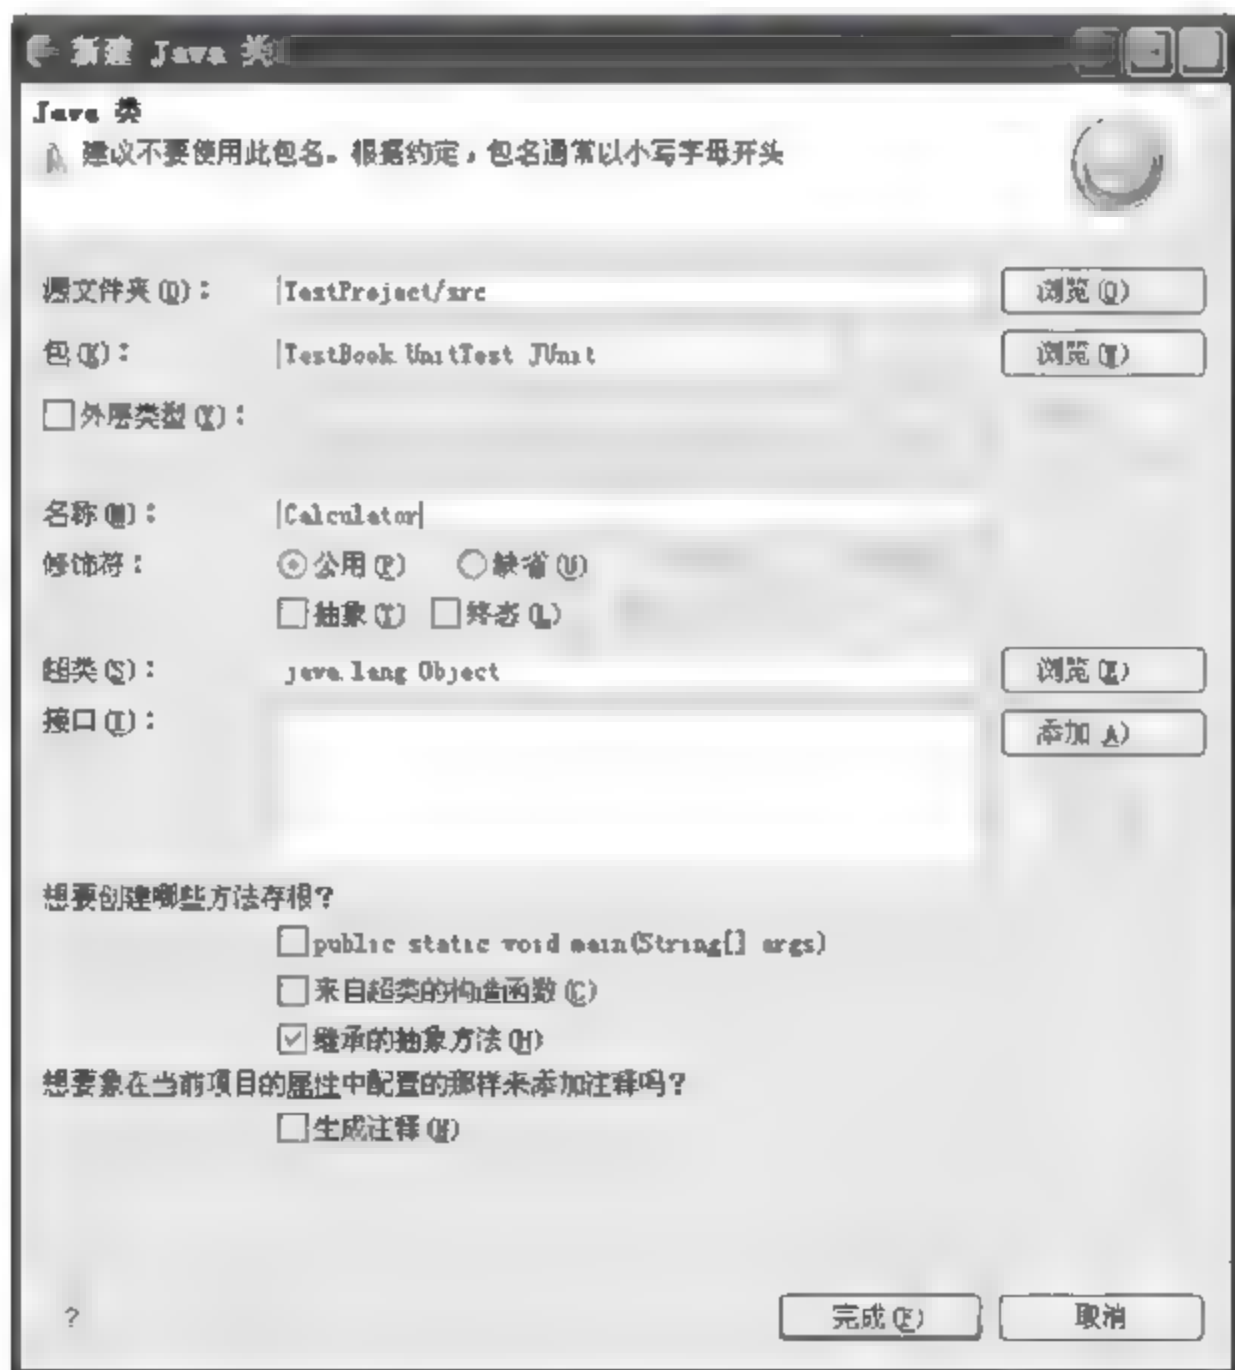 新建 Java 类
Java 类
建议不要使用此包名。根据约定，包名通常以小写字母开头
源文件夹(D)： TestProject/src 浏览(O)
包(K)： TestBook.UnitTest.JUnit 浏览(W)
外层类型(Y)：
名称(M)： Calculator
修饰符： 公用(P) 缺省(U)
抽象(T) 终态(L)
超类(S)： java.lang.Object 浏览(E)
接口(I)： 添加(A)
想要创建哪些方法存根？
public static void main(String[] args)
来自超类的构造函数(C)
继承的抽象方法(H)
想要象在当前项目的属性中配置的那样来添加注释吗？
生成注释(N)
?
完成(F) 取消